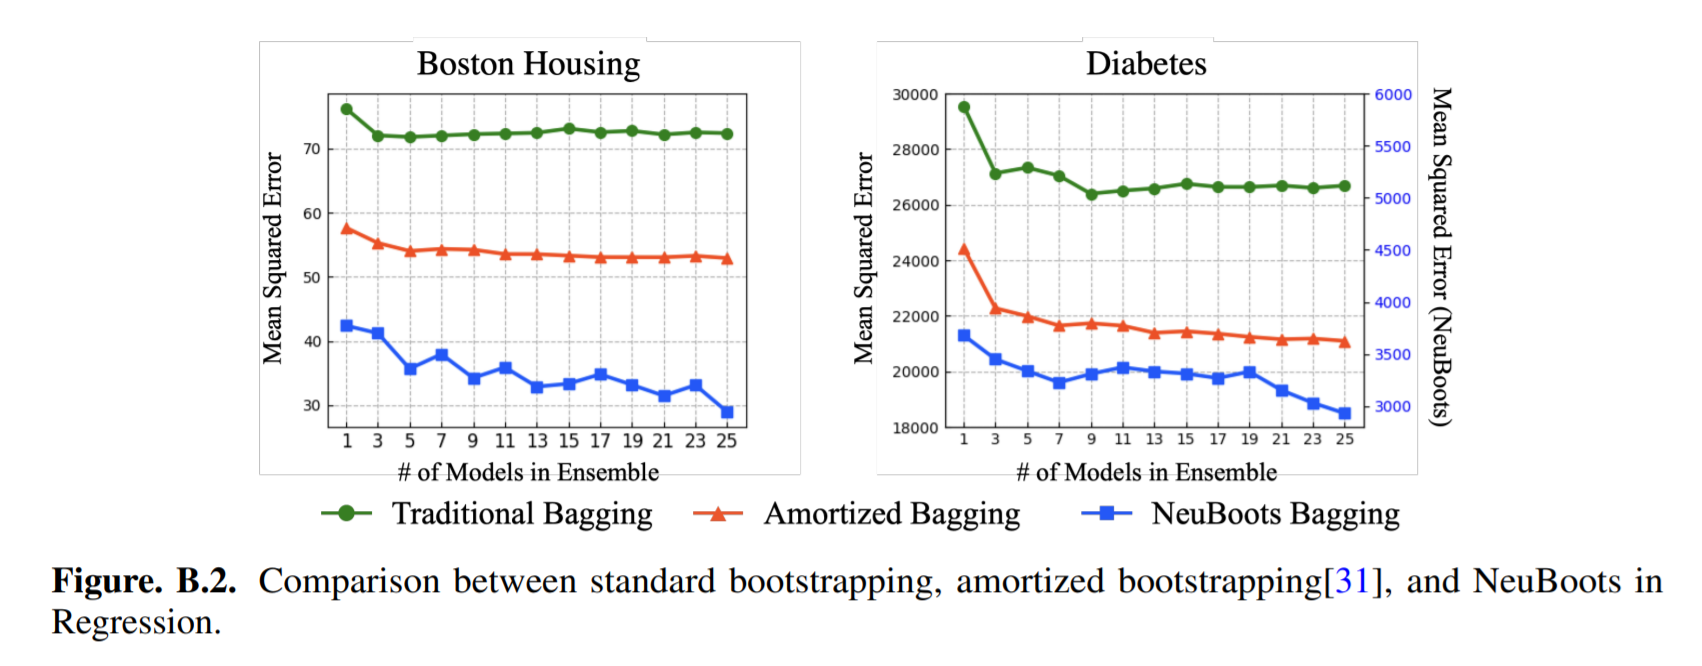 Boston Housing
Mean Squared Error
70
60
50
40
30
1 3 5 7 9 11 13 15 17 19 21 23 25
# of Models in Ensemble
Diabetes
Mean Squared Error
30000
28000
26000
24000
22000
20000
18000
1 3 5 7 9 11 13 15 17 19 21 23 25
# of Models in Ensemble
6000
5500
5000
4500
4000
3500
3000
Mean Squared Error (NeuBoots)
Traditional Bagging Amortized Bagging NeuBoots Bagging
Figure. B.2. Comparison between standard bootstrapping, amortized bootstrapping[31], and NeuBoots in
Regression.